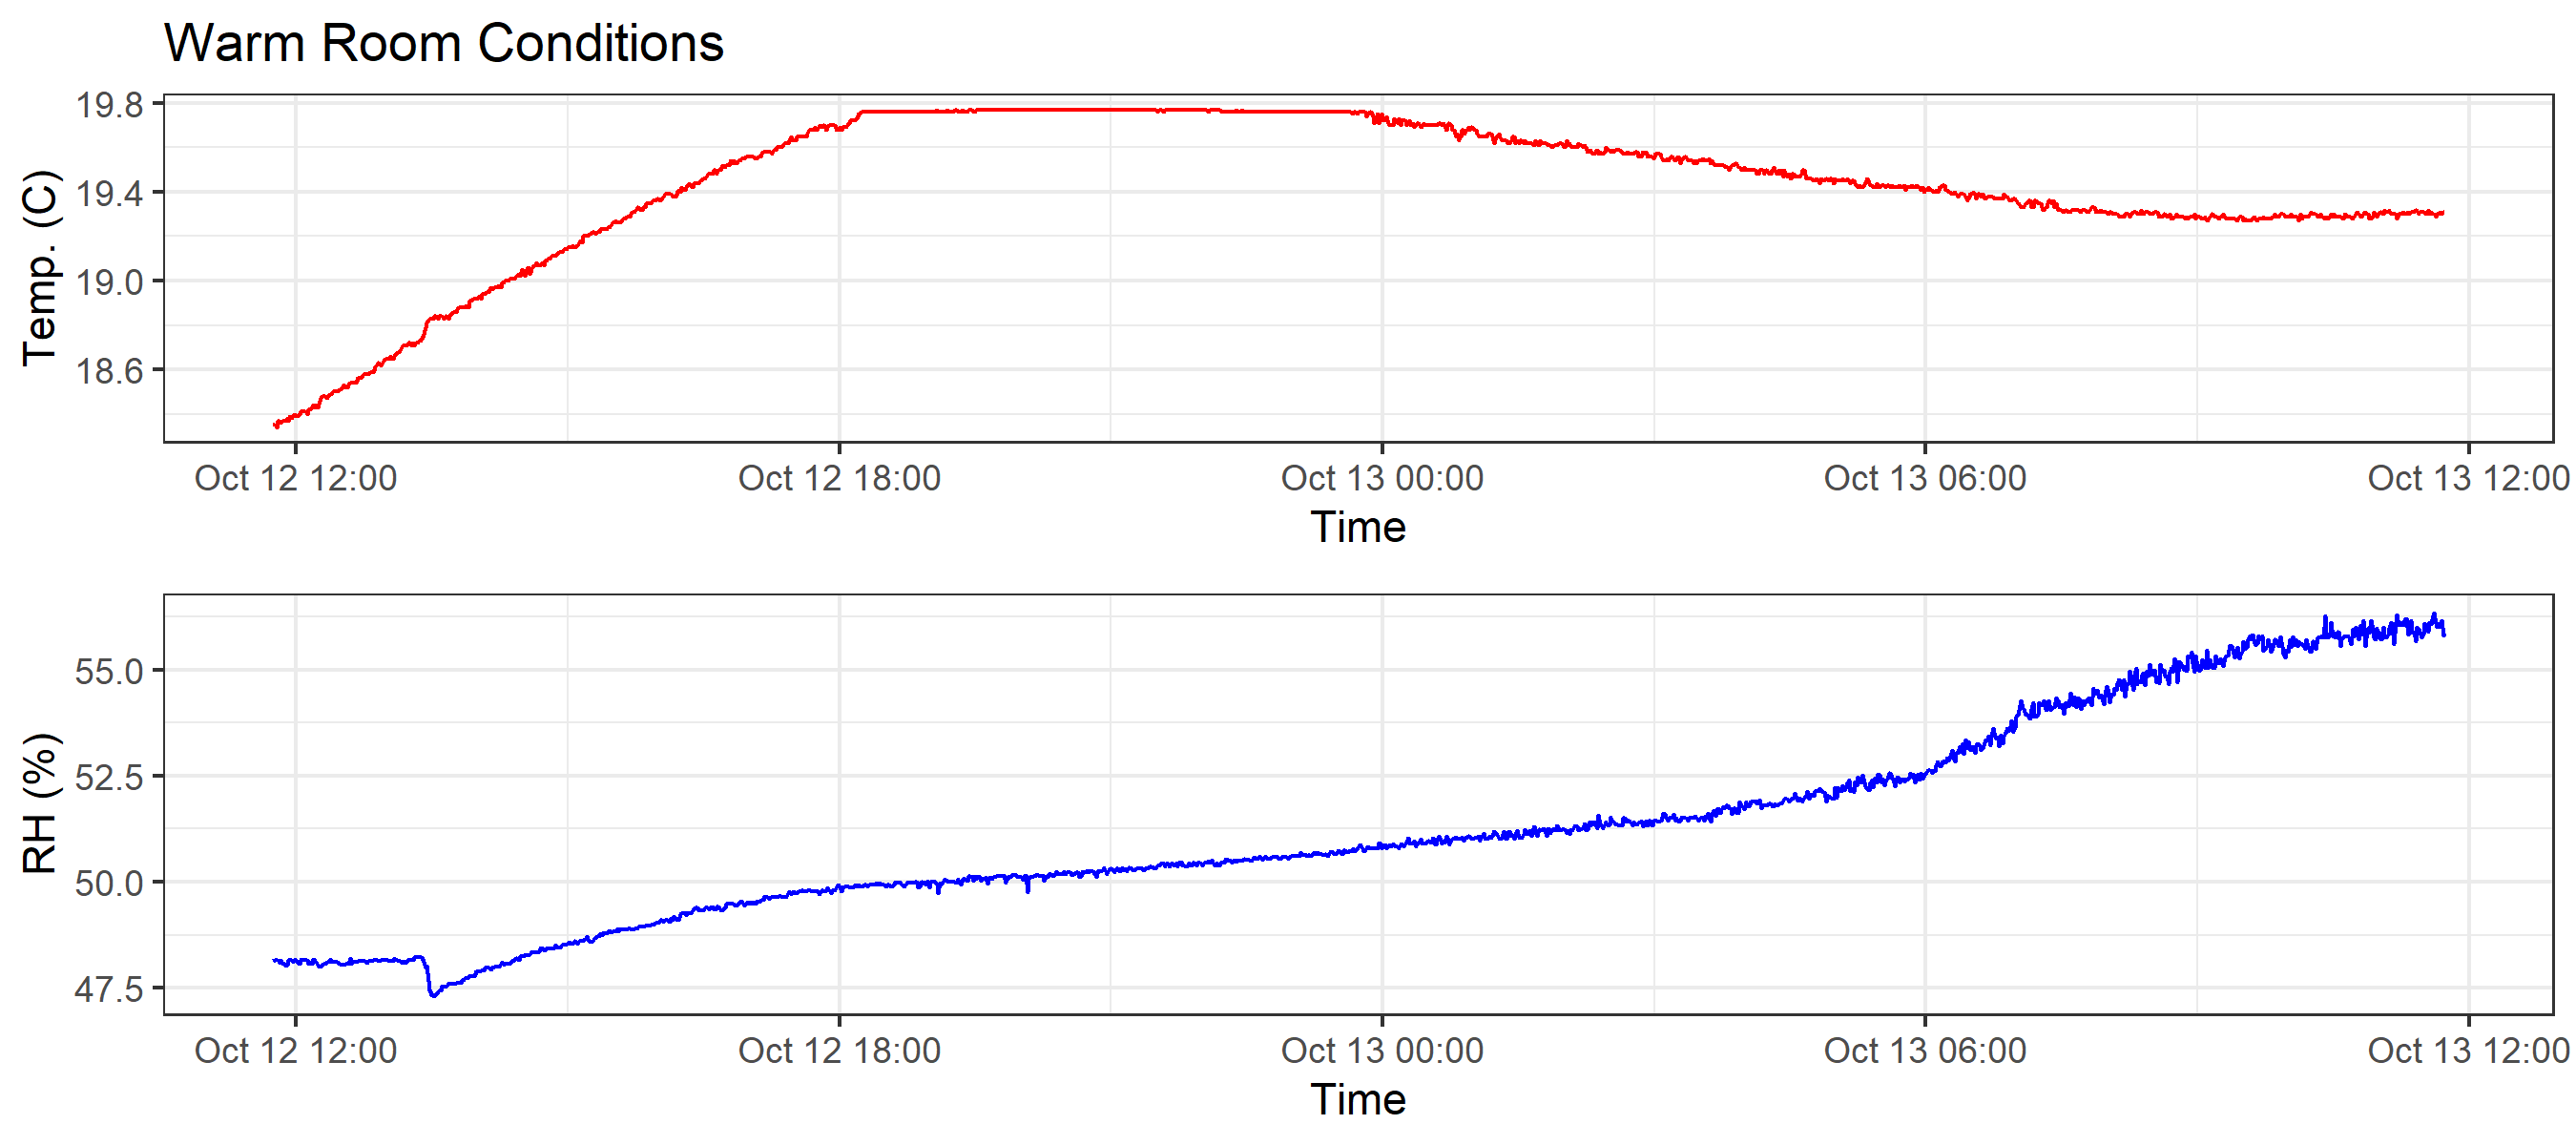 Warm Room Conditions
19.8
19.4
19.0
18.6
Temp. (C)
Oct 12 12:00 Oct 12 18:00 Oct 13 00:00 Oct 13 06:00 Oct 13 12:00
Time
55.0
52.5
50.0
47.5
RH (%)
Oct 12 12:00 Oct 12 18:00 Oct 13 00:00 Oct 13 06:00 Oct 13 12:00
Time